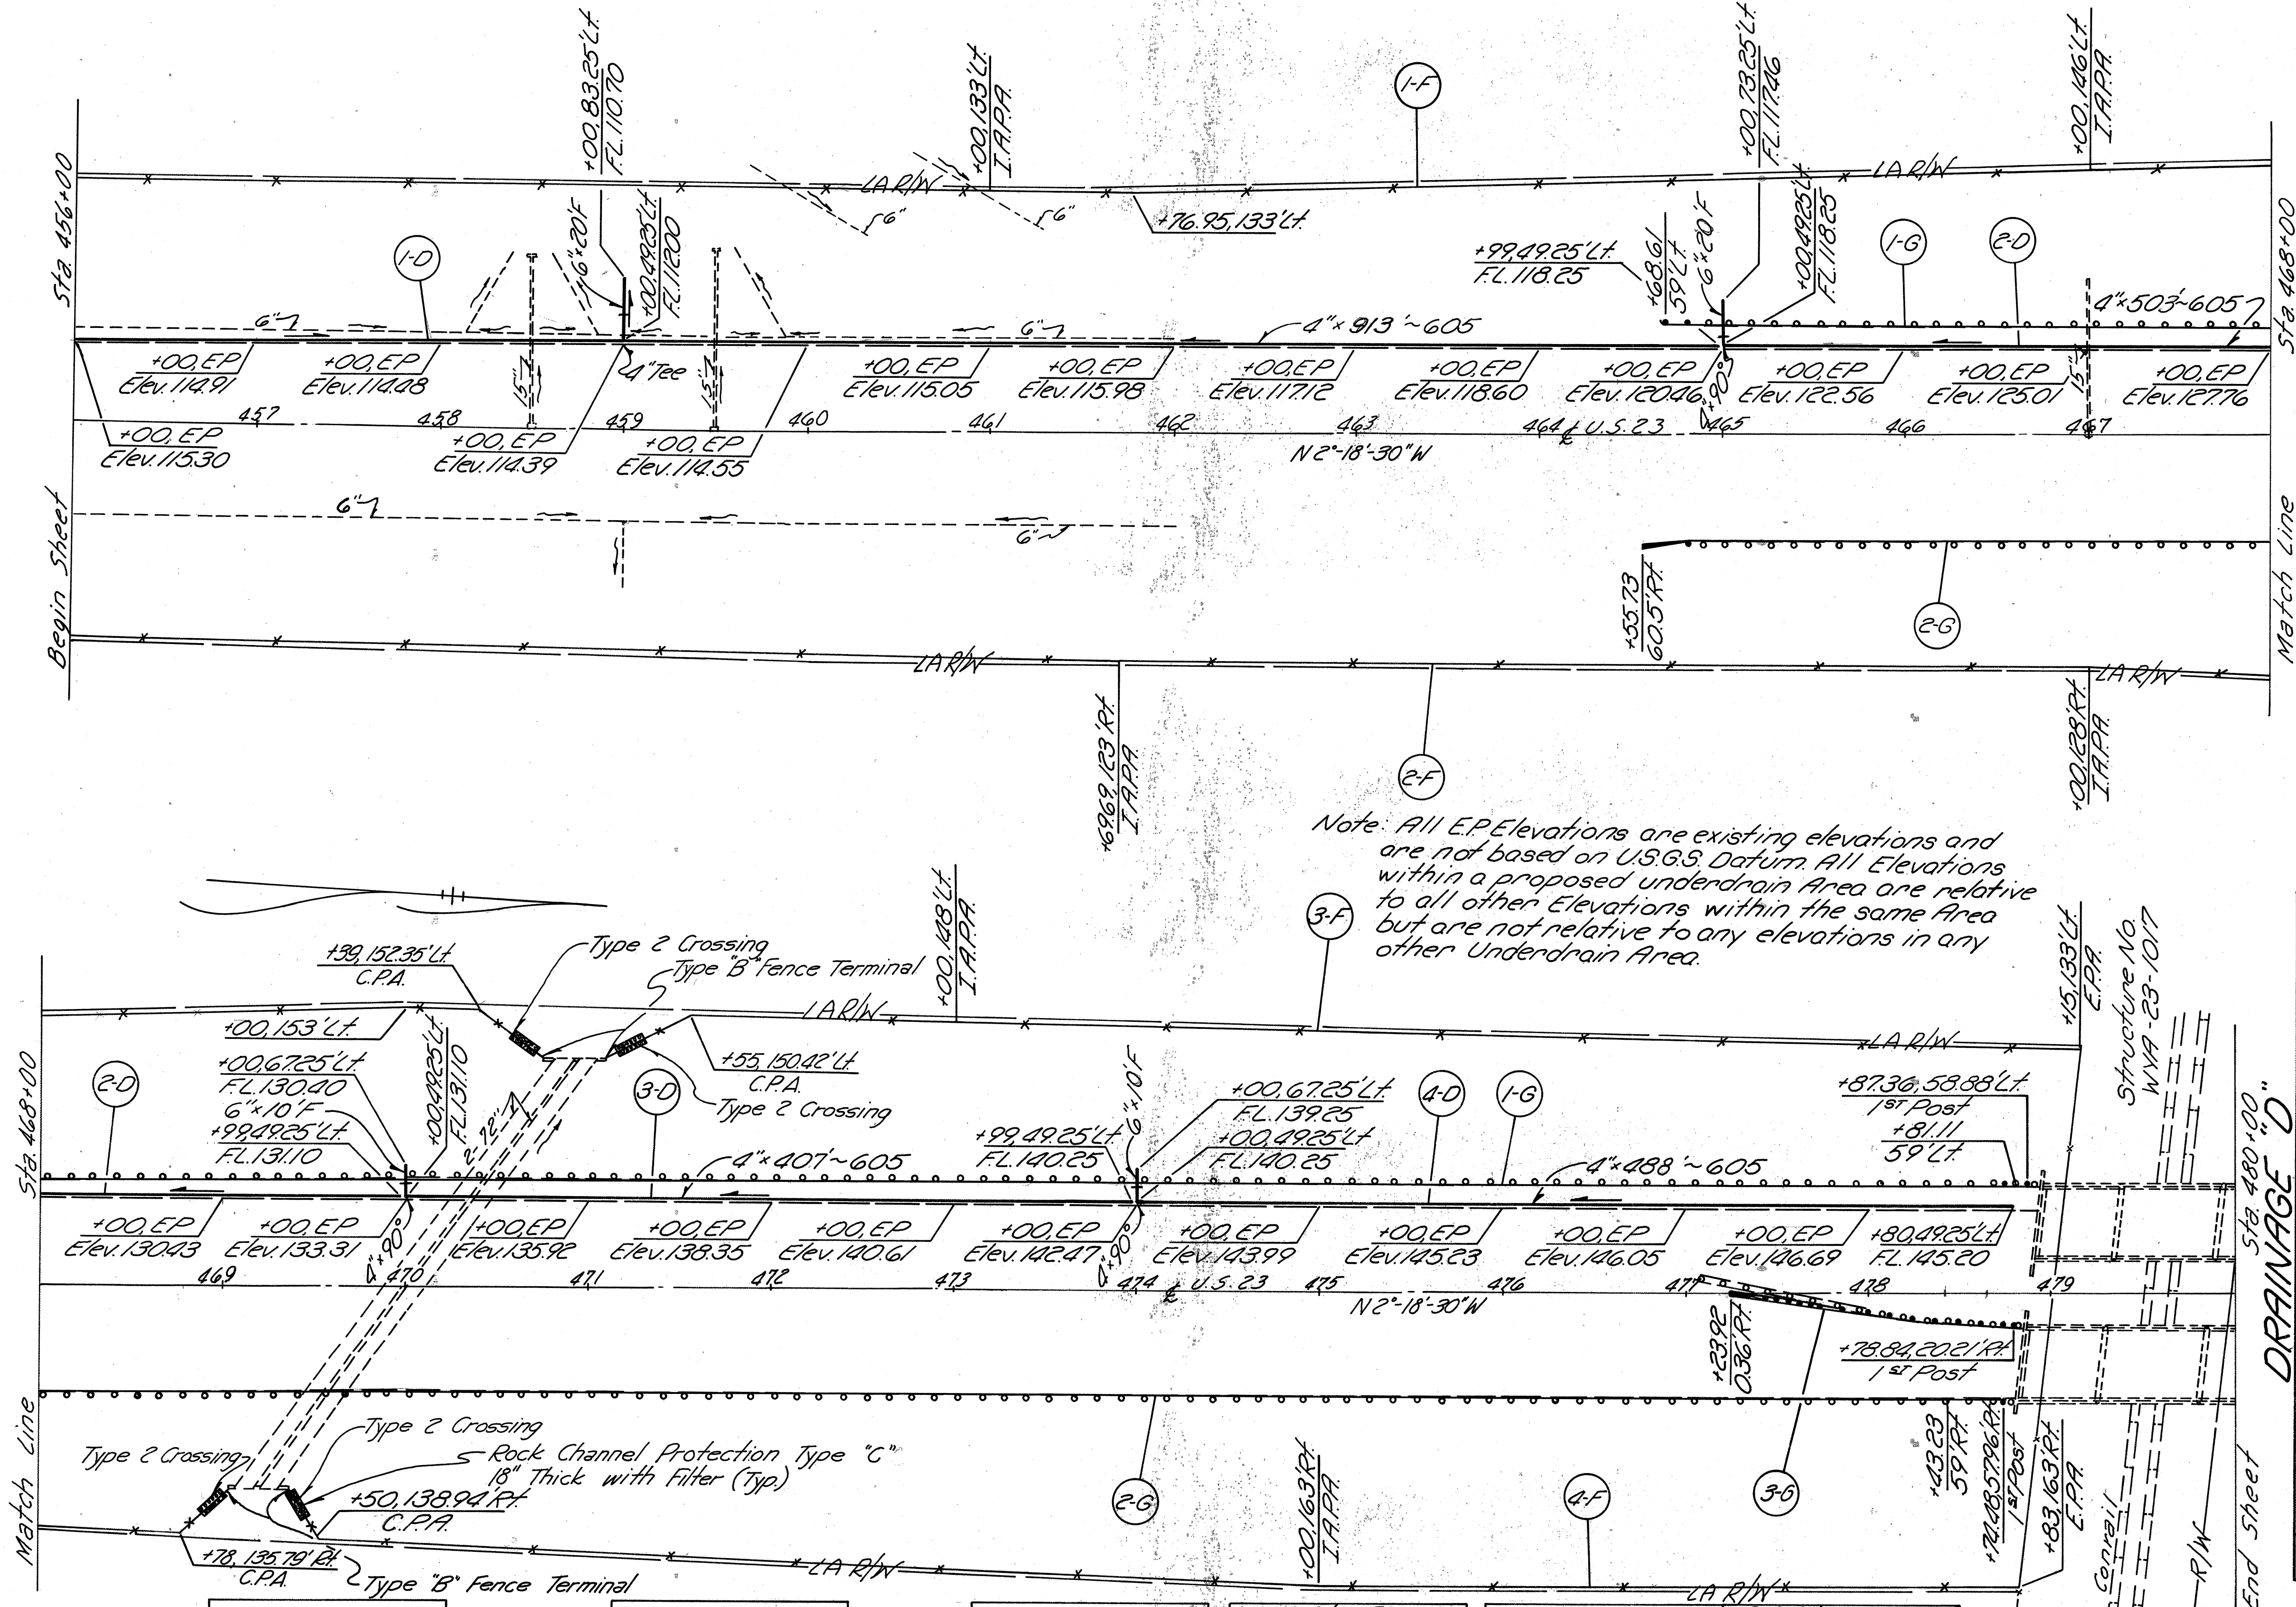 +00,83.25'Lt.
F.L.110.70
+00,133'Lt.
I.A.P.A.
1-F
+00,73.25'Lt.
F.L.117.46
+00,146'Lt.
I.A.P.A.
Sta. 456+00
LA R/W
LA R/W
6"
6"
+76.95,133'Lt.
1-D
6"×20'F
+00,49.25'Lt.
F.L.112.00
+99,49.25'Lt.
F.L.118.25
+68.61
59'Lt.
6"×20'F
+00,49.25'Lt.
F.L.118.25
1-G
2-D
Sta. 468+00
6"
6"
4"×913'~605
4"×503'~605
+00,EP
Elev.114.91
+00,EP
Elev.114.48
15"
4"Tee
15"
+00,EP
Elev.115.05
+00,EP
Elev.115.98
+00,EP
Elev.117.12
+00,EP
Elev.118.60
+00,EP
Elev.120.46
4"×90°
+00,EP
Elev.122.56
+00,EP
Elev.125.01
15"
+00,EP
Elev.127.76
457 458 459 460 461 462 463 464 ℄ U.S.23 465 466 467
+00,EP
Elev.115.30
+00,EP
Elev.114.39
+00,EP
Elev.114.55
N2°-18'-30"W
Begin Sheet
6"
6"
Match Line
+55.73
60.5'Rt.
2-G
LA R/W
LA R/W
+69.69,123'Rt.
I.A.P.A.
2-F
+00,128'Rt.
I.A.P.A.
Note: All E.P. Elevations are existing elevations and
are not based on U.S.G.S. Datum. All Elevations
within a proposed underdrain Area are relative
to all other Elevations within the same Area
but are not relative to any elevations in any
other Underdrain Area.
+39,152.35'Lt.
C.P.A.
Type 2 Crossing
Type "B" Fence Terminal
+00,148'Lt.
I.A.P.A.
3-F
+15,133'Lt.
E.P.A.
Structure No.
WYA-23-1017
LA R/W
LA R/W
+00,153'Lt.
+55,150.42'Lt.
C.P.A.
Type 2 Crossing
Sta. 468+00
2-D
+00,67.25'Lt.
F.L.130.40
6"×10'F
+99,49.25'Lt.
F.L.131.10
+00,49.25'Lt.
F.L.131.10
2-72"
3-D
4"×407'~605
+99,49.25'Lt.
F.L.140.25
6"×10'F
+00,67.25'Lt.
F.L.139.25
+00,49.25'Lt.
F.L.140.25
4-D
1-G
4"×488'~605
+87.36,58.88'Lt.
1ST Post
+81.11
59'Lt.
Sta. 480+00
+00,EP
Elev.130.43
+00,EP
Elev.133.31
4"×90°
+00,EP
Elev.135.92
+00,EP
Elev.138.35
+00,EP
Elev.140.61
+00,EP
Elev.142.47
4"×90°
+00,EP
Elev.143.99
+00,EP
Elev.145.23
+00,EP
Elev.146.05
+00,EP
Elev.146.69
+80,49.25'Lt.
F.L.145.20
469 470 471 472 473 474 ℄ U.S.23 475 476 477 478 479
N2°-18'-30"W
+23.92
0.36'Rt.
+78.84,20.21'Rt.
1ST Post
DRAINAGE "D"
Match Line
Type 2 Crossing
Type 2 Crossing
Rock Channel Protection Type "C"
18" Thick with Filter (Typ.)
+50,138.94'Rt.
C.P.A.
+78,135.79'Rt.
C.P.A.
Type "B" Fence Terminal
LA R/W
2-G
+00,163'Rt.
I.A.P.A.
4-F
3-G
+43.23
59'Rt.
+74.48,57.96'Rt.
1ST Post
+83,163'Rt.
E.P.A.
LA R/W
Conrail
R/W
End Sheet